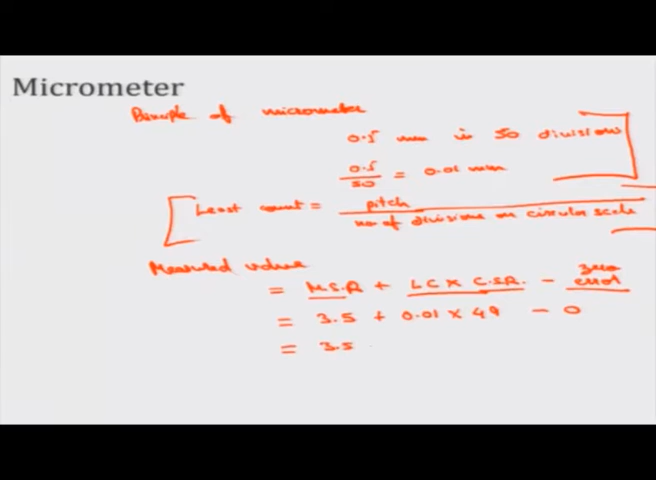 Micrometer
Principle of micrometer
0.5 mm in 50 divisions
0.5 / 50 = 0.01 mm
Least count = pitch / no of divisions on circular scale
Measured value
= M.S.R + LC × C.S.R. - zero error
= 3.5 + 0.01 × 49 - 0
= 3.5